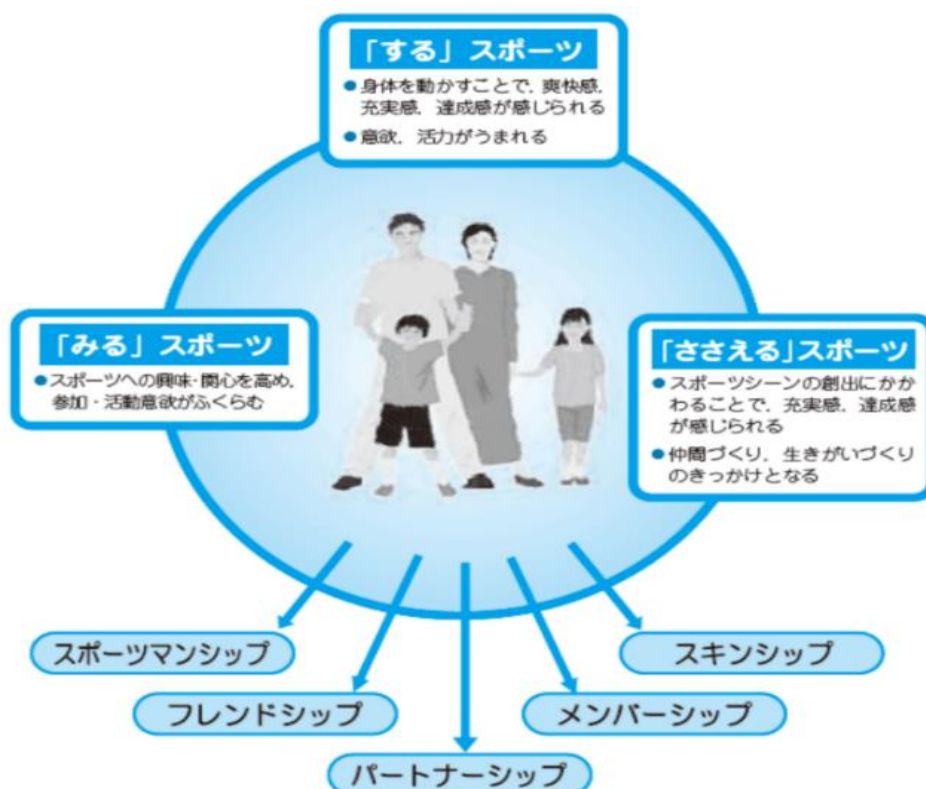 「する」スポーツ
●身体を動かすことで，爽快感，
充実感，達成感が感じられる
●意欲，活力がうまれる
「みる」スポーツ
●スポーツへの興味・関心を高め，
参加・活動意欲がふくらむ
「ささえる」スポーツ
●スポーツシーンの創出にかか
わることで，充実感，達成感
が感じられる
●仲間づくり，生きがいづくり
のきっかけとなる
スポーツマンシップ
スキンシップ
フレンドシップ
メンバーシップ
パートナーシップ